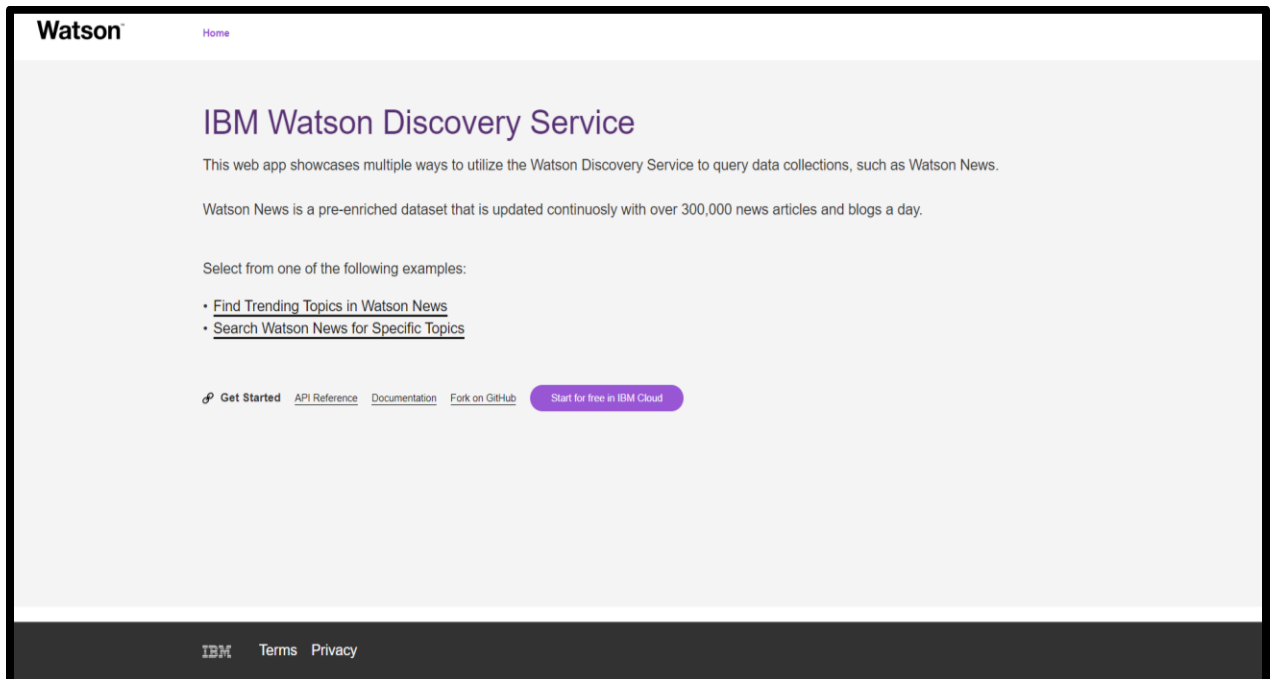 Watson™
Home
IBM Watson Discovery Service
This web app showcases multiple ways to utilize the Watson Discovery Service to query data collections, such as Watson News.
Watson News is a pre-enriched dataset that is updated continuosly with over 300,000 news articles and blogs a day.
Select from one of the following examples:
• Find Trending Topics in Watson News
• Search Watson News for Specific Topics
Get Started API Reference Documentation Fork on GitHub Start for free in IBM Cloud
IBM Terms Privacy